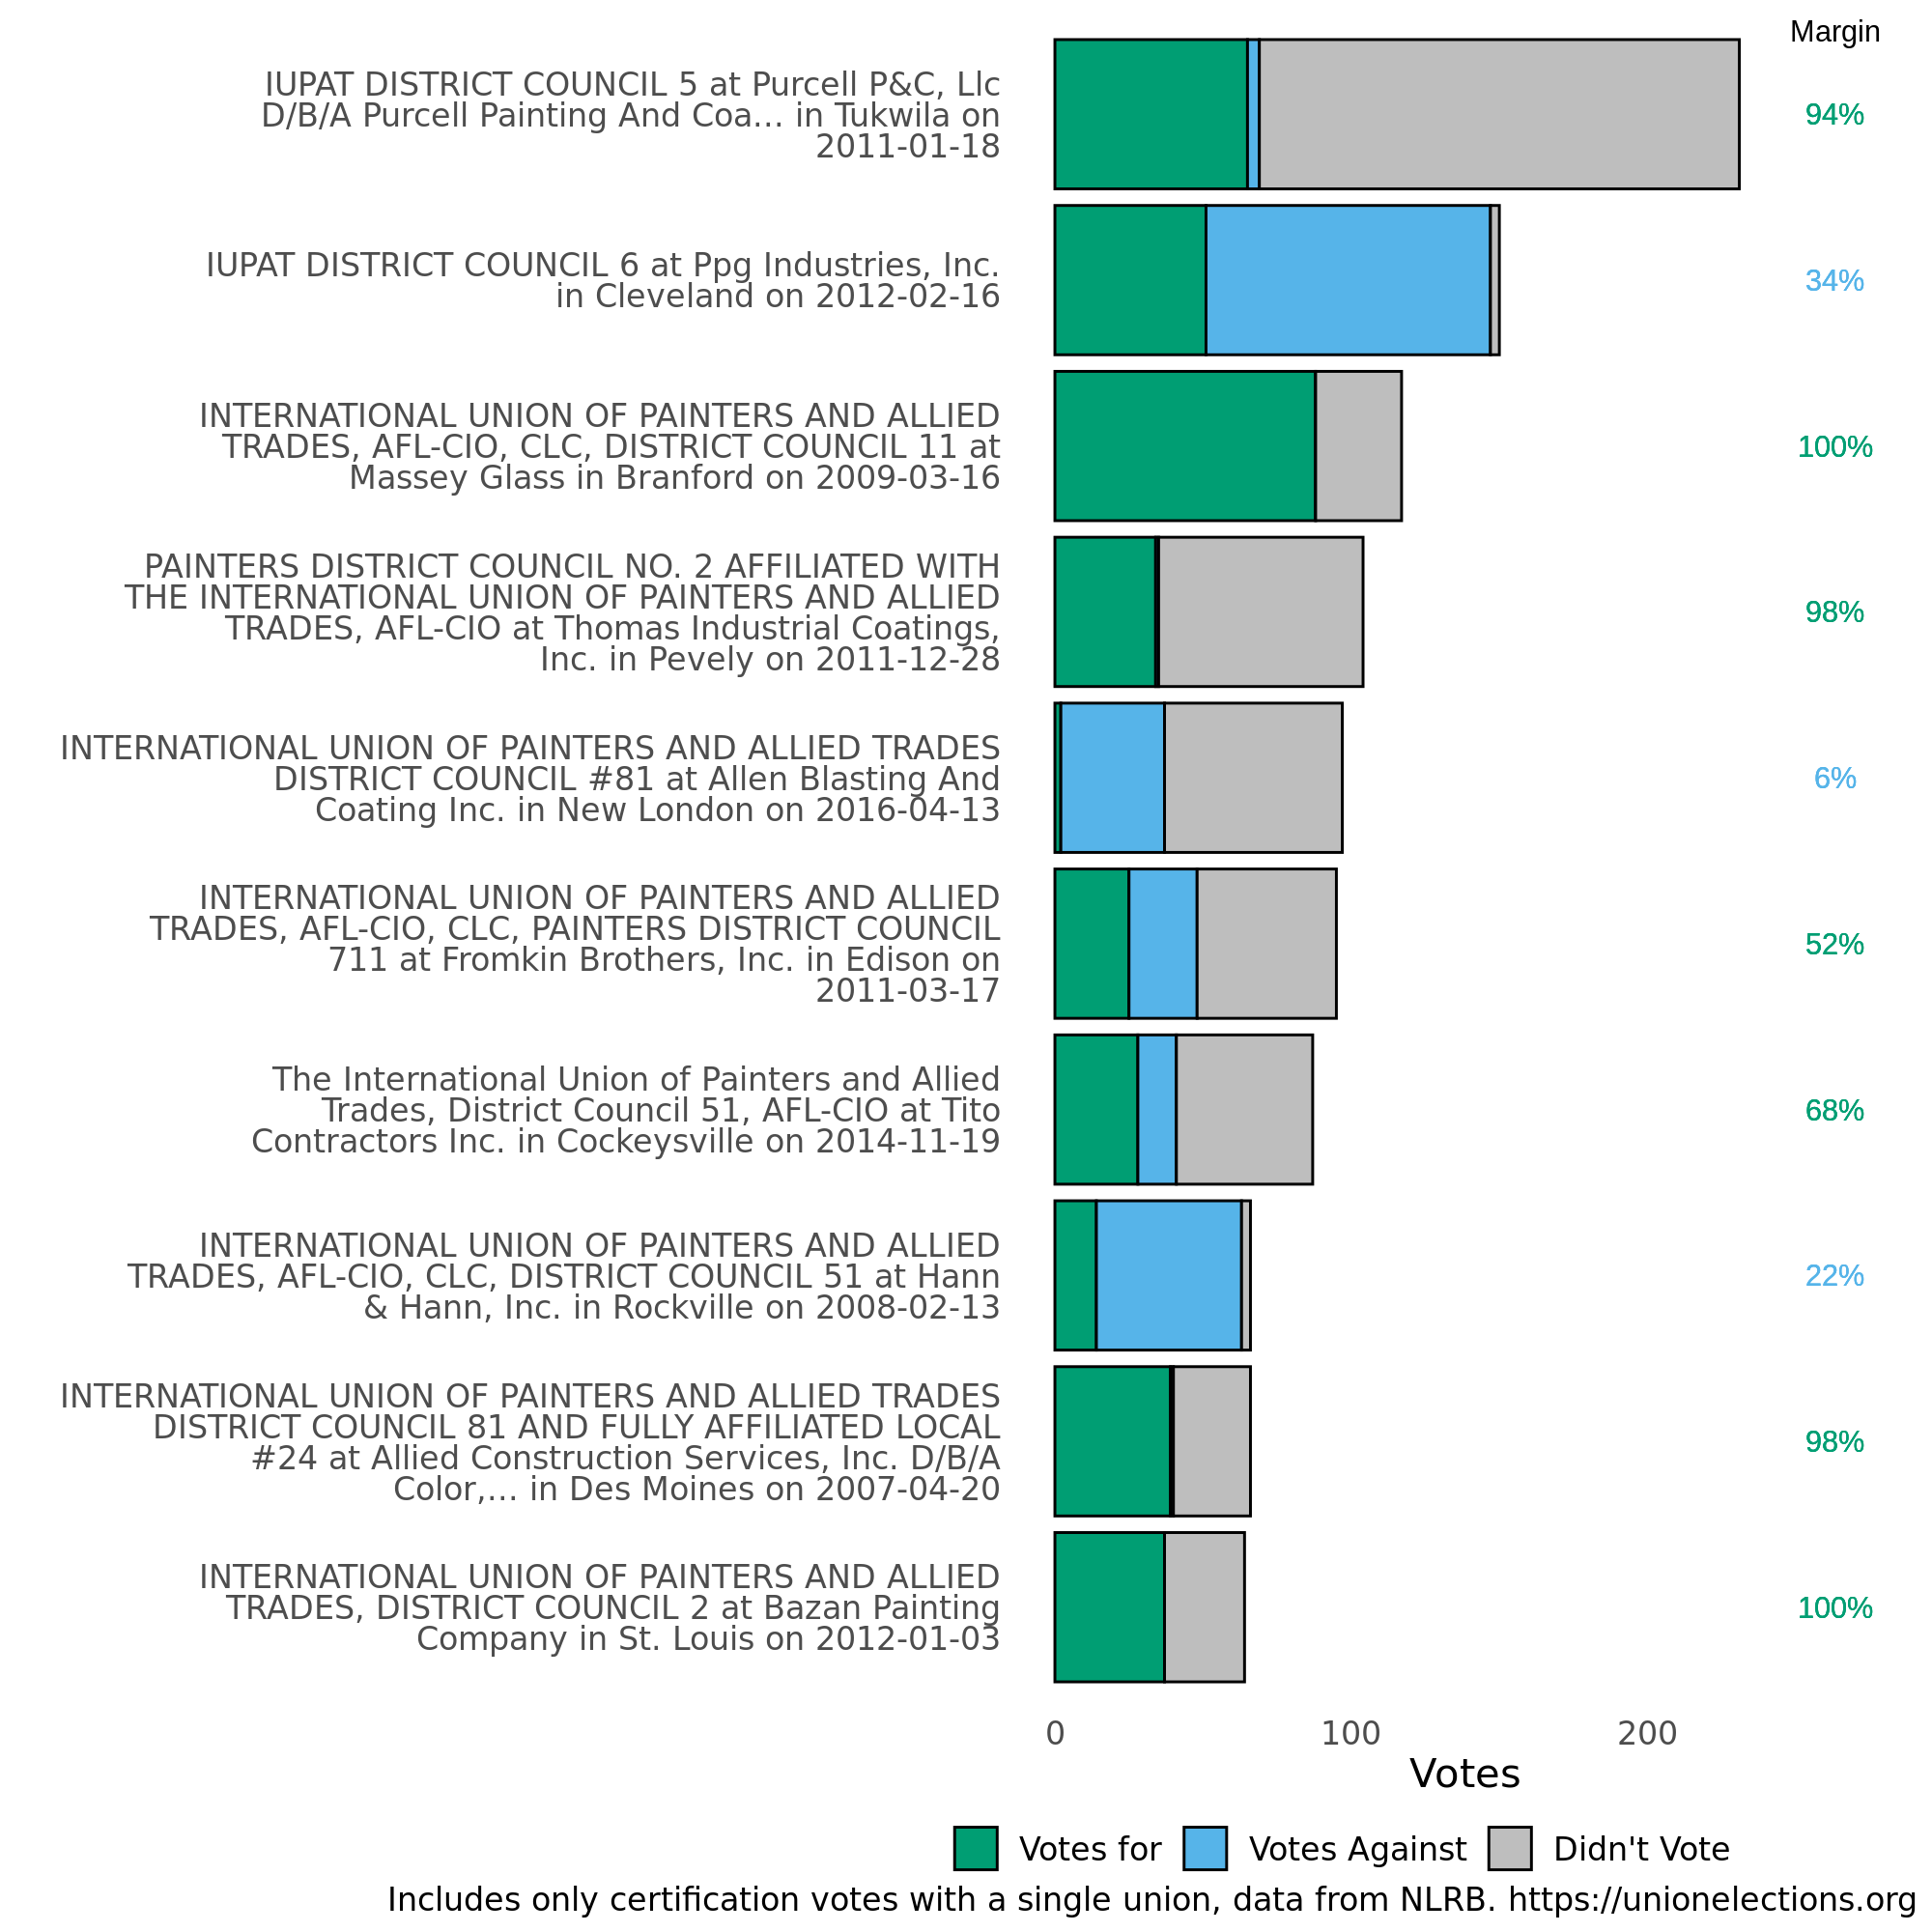 Margin
IUPAT DISTRICT COUNCIL 5 at Purcell P&C, Llc
D/B/A Purcell Painting And Coa... in Tukwila on
2011-01-18
94%
IUPAT DISTRICT COUNCIL 6 at Ppg Industries, Inc.
in Cleveland on 2012-02-16
34%
INTERNATIONAL UNION OF PAINTERS AND ALLIED
TRADES, AFL-CIO, CLC, DISTRICT COUNCIL 11 at
Massey Glass in Branford on 2009-03-16
100%
PAINTERS DISTRICT COUNCIL NO. 2 AFFILIATED WITH
THE INTERNATIONAL UNION OF PAINTERS AND ALLIED
TRADES, AFL-CIO at Thomas Industrial Coatings,
Inc. in Pevely on 2011-12-28
98%
INTERNATIONAL UNION OF PAINTERS AND ALLIED TRADES
DISTRICT COUNCIL #81 at Allen Blasting And
Coating Inc. in New London on 2016-04-13
6%
INTERNATIONAL UNION OF PAINTERS AND ALLIED
TRADES, AFL-CIO, CLC, PAINTERS DISTRICT COUNCIL
711 at Fromkin Brothers, Inc. in Edison on
2011-03-17
52%
The International Union of Painters and Allied
Trades, District Council 51, AFL-CIO at Tito
Contractors Inc. in Cockeysville on 2014-11-19
68%
INTERNATIONAL UNION OF PAINTERS AND ALLIED
TRADES, AFL-CIO, CLC, DISTRICT COUNCIL 51 at Hann
& Hann, Inc. in Rockville on 2008-02-13
22%
INTERNATIONAL UNION OF PAINTERS AND ALLIED TRADES
DISTRICT COUNCIL 81 AND FULLY AFFILIATED LOCAL
#24 at Allied Construction Services, Inc. D/B/A
Color,... in Des Moines on 2007-04-20
98%
INTERNATIONAL UNION OF PAINTERS AND ALLIED
TRADES, DISTRICT COUNCIL 2 at Bazan Painting
Company in St. Louis on 2012-01-03
100%
0 100 200
Votes
Votes for Votes Against Didn't Vote
Includes only certification votes with a single union, data from NLRB. https://unionelections.org